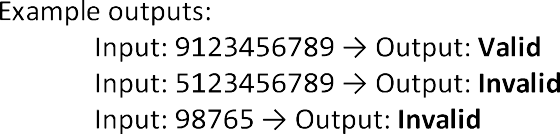 Example outputs:
Input: 9123456789 → Output: Valid
Input: 5123456789 → Output: Invalid
Input: 98765 → Output: Invalid